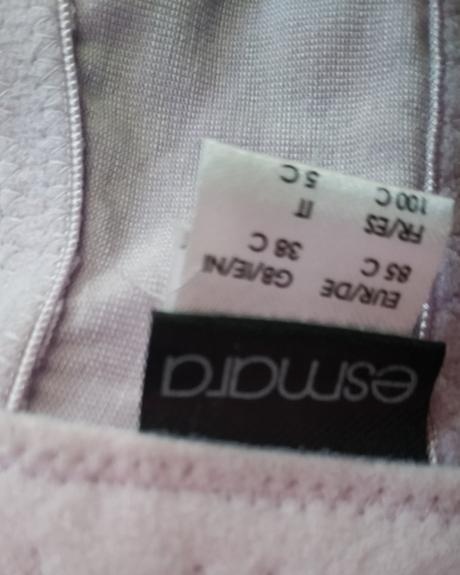 esmara
EUR/DE GB/IE/NI
85 C 38 C
FR/ES IT
100 C 5 C